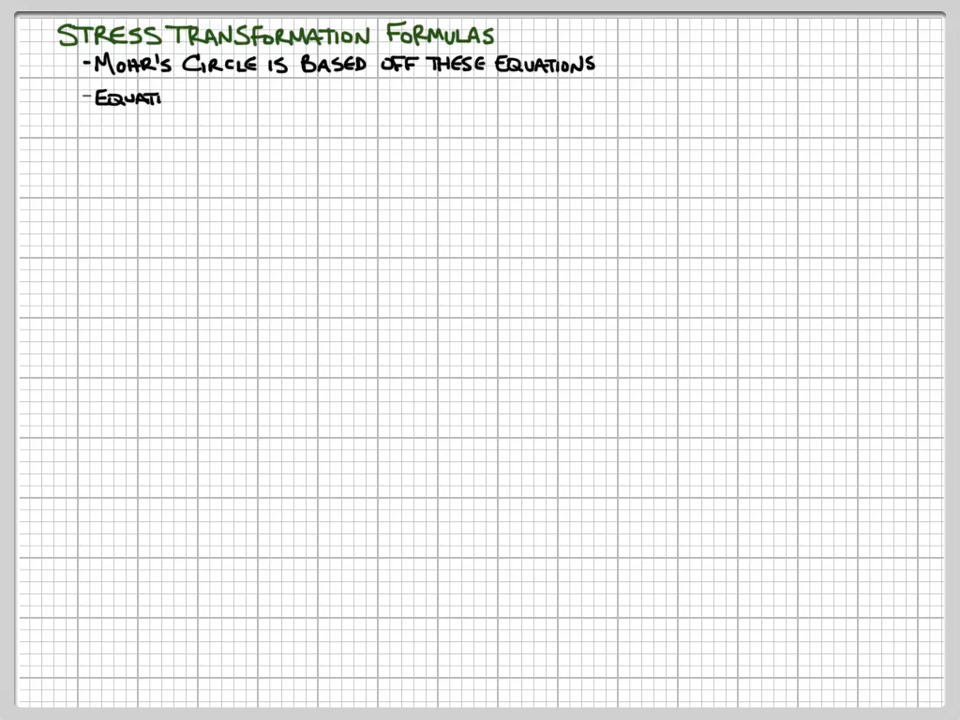 STRESS TRANSFORMATION FORMULAS
-MOHR'S CIRCLE IS BASED OFF THESE EQUATIONS
-EQUATI